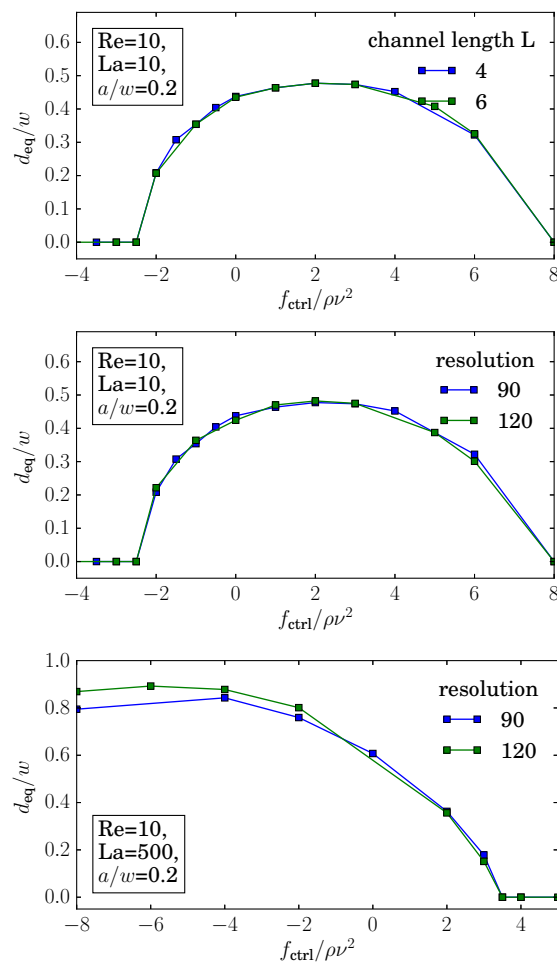 0.6
0.5
0.4
0.3
0.2
0.1
0.0
d_eq/w
Re=10,
La=10,
a/w=0.2
channel length L
4
6
−4 −2 0 2 4 6 8
f_ctrl/ρν²
0.6
0.5
0.4
0.3
0.2
0.1
0.0
d_eq/w
Re=10,
La=10,
a/w=0.2
resolution
90
120
−4 −2 0 2 4 6 8
f_ctrl/ρν²
1.0
0.8
0.6
0.4
0.2
0.0
d_eq/w
resolution
90
120
Re=10,
La=500,
a/w=0.2
−8 −6 −4 −2 0 2 4
f_ctrl/ρν²